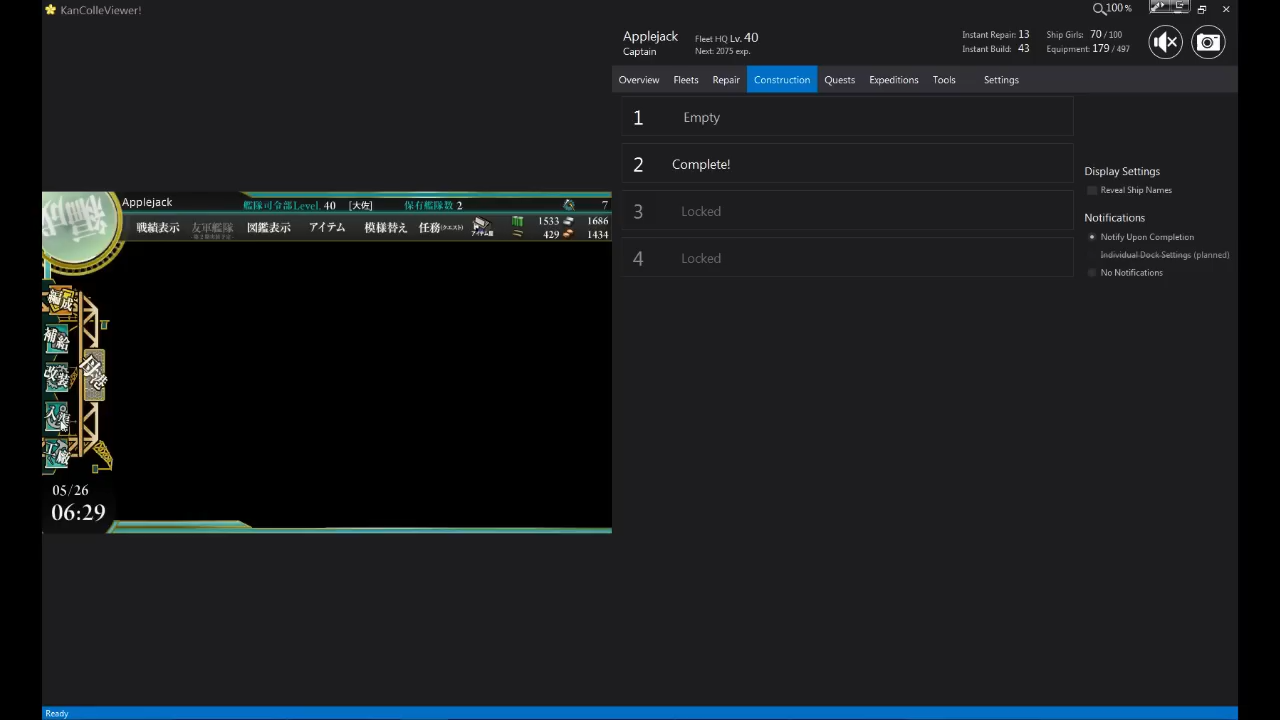 KanColleViewer!
100 %
Applejack
Captain
Fleet HQ Lv. 40
Next: 2075 exp.
Instant Repair: 13
Instant Build: 43
Ship Girls: 70 / 100
Equipment: 179 / 497
Overview
Fleets
Repair
Construction
Quests
Expeditions
Tools
Settings
1 Empty
2 Complete!
3 Locked
4 Locked
Display Settings
Reveal Ship Names
Notifications
Notify Upon Completion
Individual Dock Settings (planned)
No Notifications
編成
Applejack
艦隊司令部Level. 40 [大佐] 保有艦隊数 2
7
戦績表示
友軍艦隊
図鑑表示
アイテム
模様替え
任務(クエスト)
1533
1686
429
1434
編成
補給
改装
入渠
工廠
母港
05/26
06:29
Ready